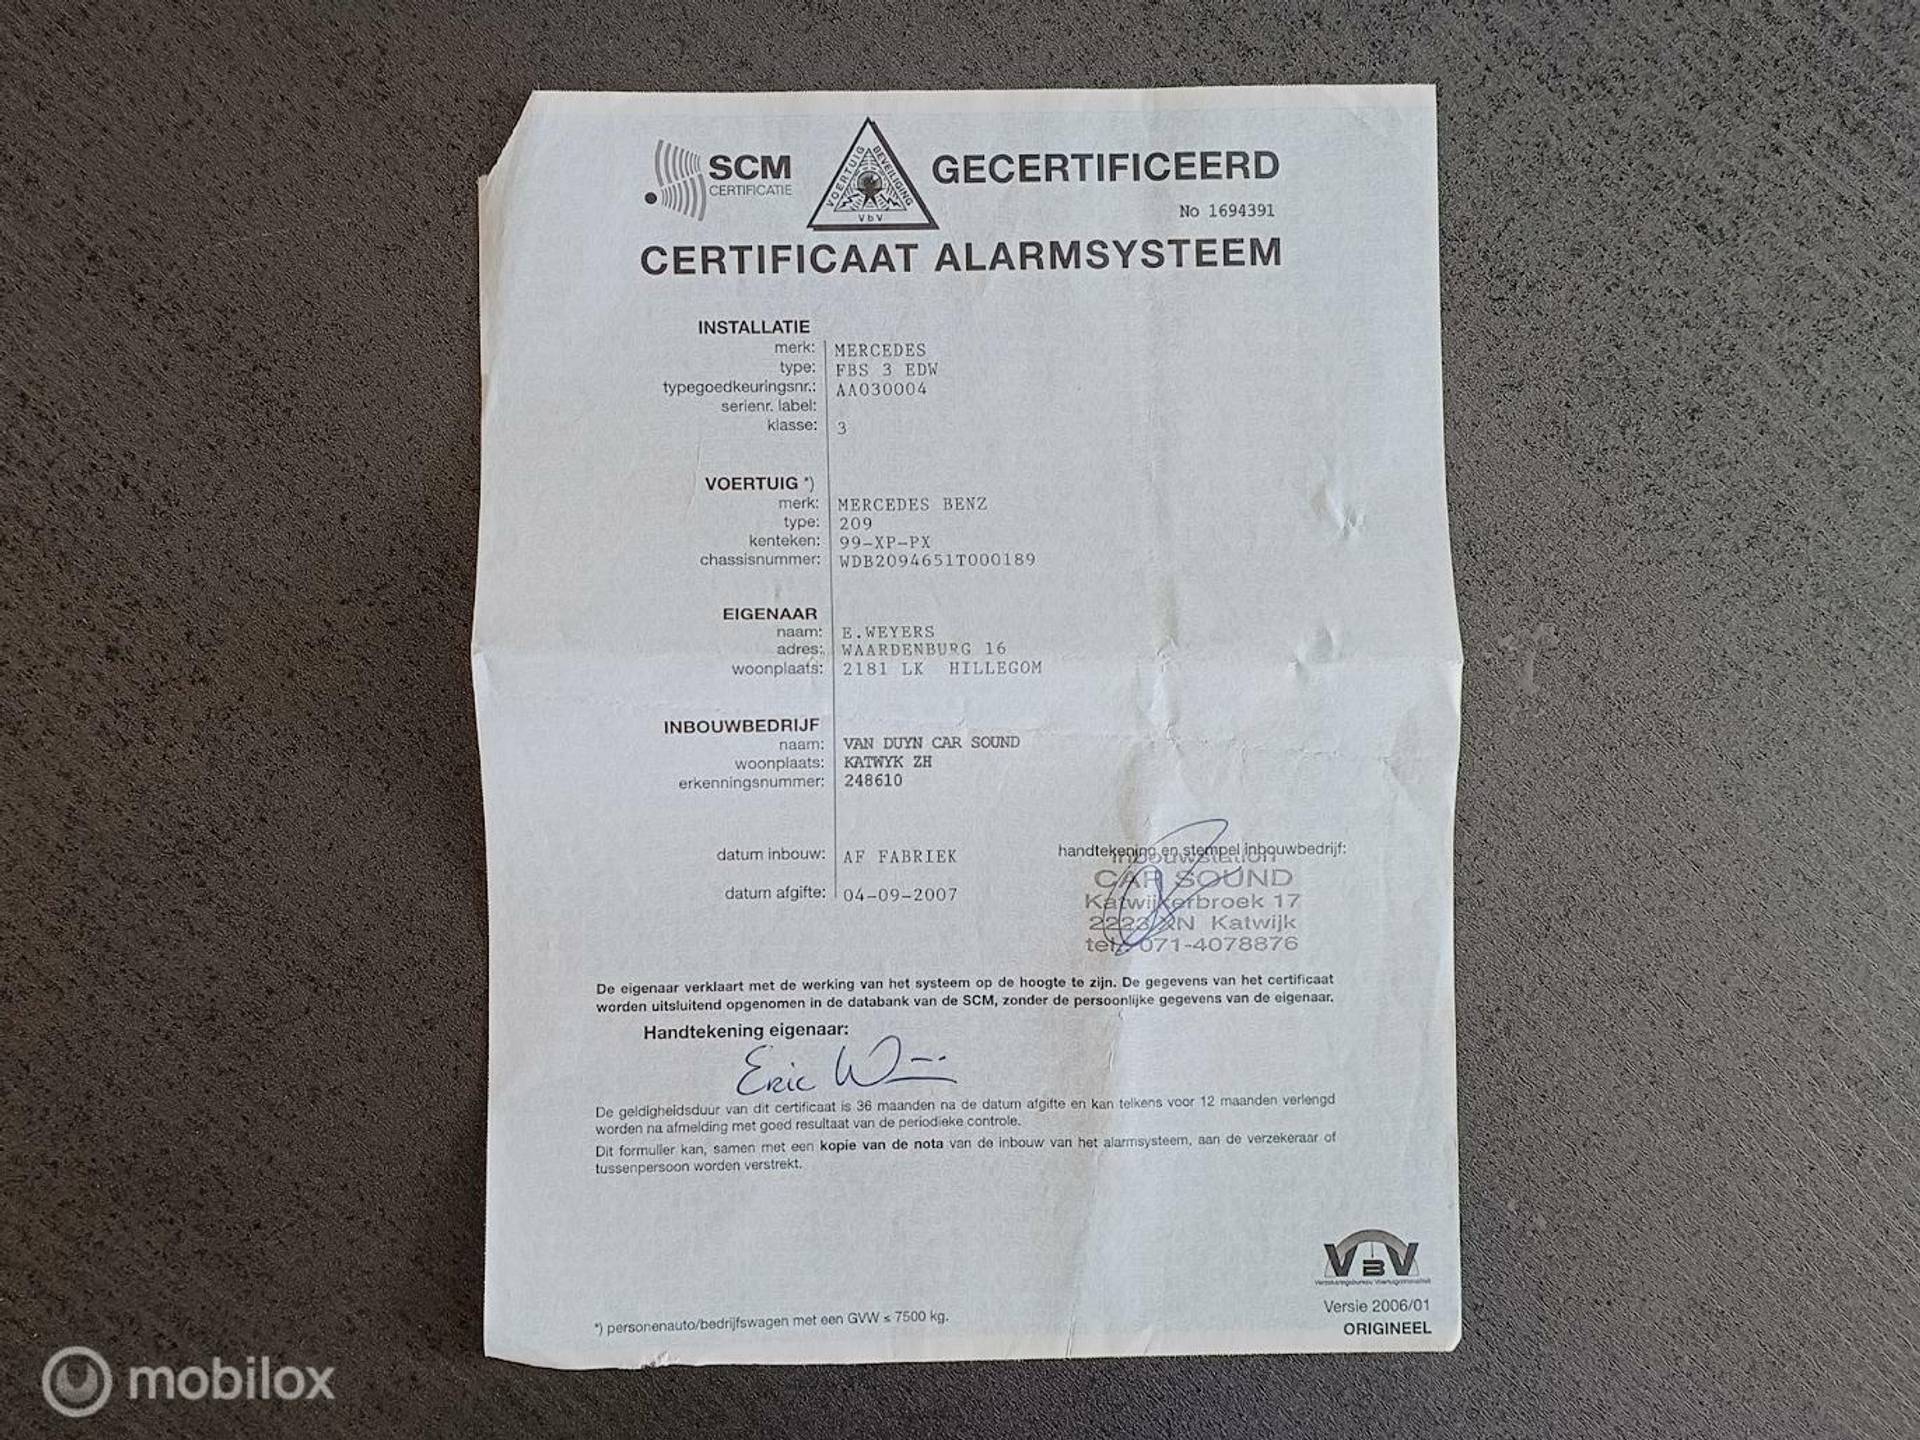 SCM
CERTIFICATIE
VOERTUIG BEVEILIGING
VbV
GECERTIFICEERD
No 1694391
CERTIFICAAT ALARMSYSTEEM
INSTALLATIE
merk: MERCEDES
type: FBS 3 EDW
typegoedkeuringsnr.: AA030004
serienr. label:
klasse: 3
VOERTUIG *)
merk: MERCEDES BENZ
type: 209
kenteken: 99-XP-PX
chassisnummer: WDB2094651T000189
EIGENAAR
naam: E.WEYERS
adres: WAARDENBURG 16
woonplaats: 2181 LK HILLEGOM
INBOUWBEDRIJF
naam: VAN DUYN CAR SOUND
woonplaats: KATWYK ZH
erkenningsnummer: 248610
datum inbouw: AF FABRIEK
datum afgifte: 04-09-2007
handtekening en stempel inbouwbedrijf:
Inbouwstation
CAR SOUND
Katwijkerbroek 17
2223 XN Katwijk
tel. 071-4078876
De eigenaar verklaart met de werking van het systeem op de hoogte te zijn. De gegevens van het certificaat
worden uitsluitend opgenomen in de databank van de SCM, zonder de persoonlijke gegevens van de eigenaar.
Handtekening eigenaar:
Eric
De geldigheidsduur van dit certificaat is 36 maanden na de datum afgifte en kan telkens voor 12 maanden verlengd
worden na afmelding met goed resultaat van de periodieke controle.
Dit formulier kan, samen met een kopie van de nota van de inbouw van het alarmsysteem, aan de verzekeraar of
tussenpersoon worden verstrekt.
VBV
Verzekeringsbureau Voertuigcriminaliteit
*) personenauto/bedrijfswagen met een GVW ≤ 7500 kg.
Versie 2006/01
ORIGINEEL
mobilox